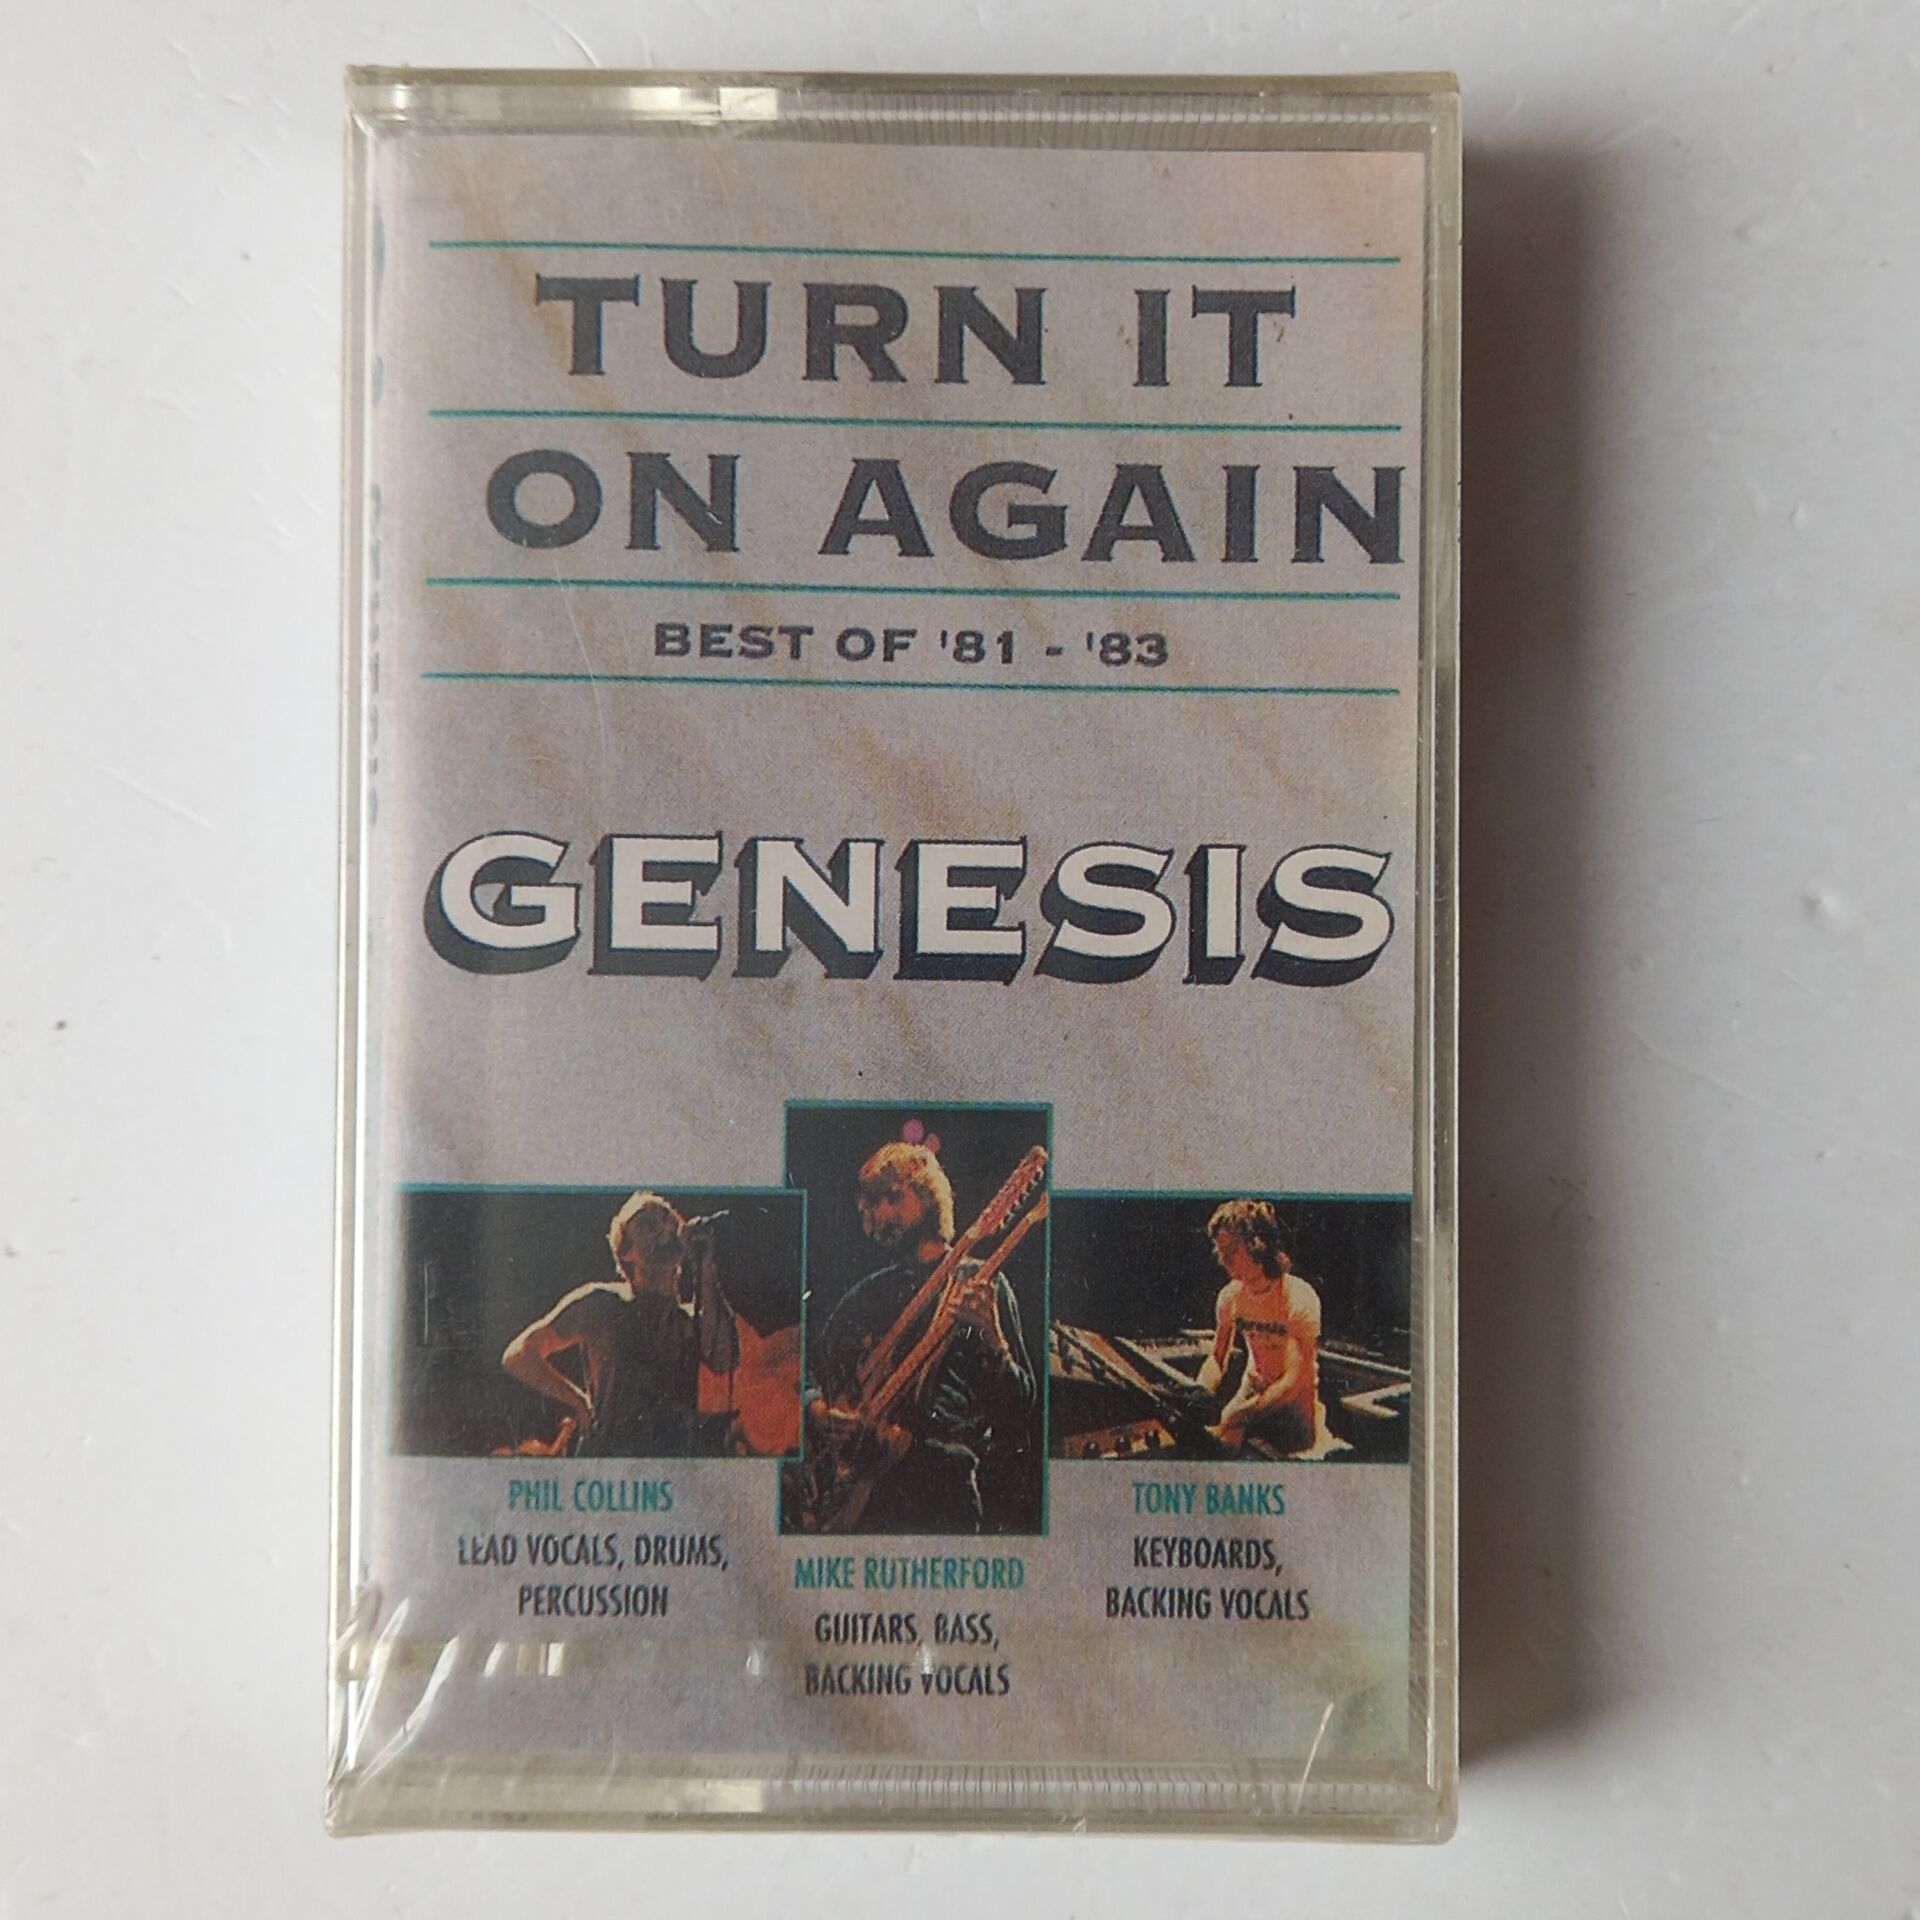 TURN IT
ON AGAIN
BEST OF '81 - '83
GENESIS
PHIL COLLINS
LEAD VOCALS, DRUMS,
PERCUSSION
MIKE RUTHERFORD
GUITARS, BASS,
BACKING VOCALS
TONY BANKS
KEYBOARDS,
BACKING VOCALS